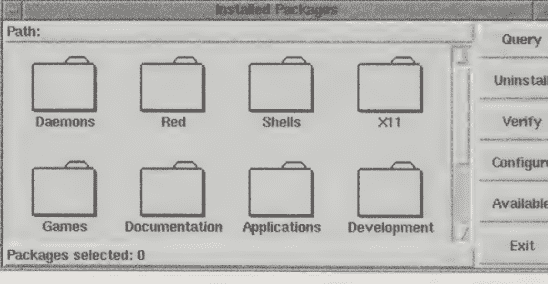 Installed Packages
Path:
Query
Uninstall
Daemons Red Shells X11
Verify
Configure
Available
Games Documentation Applications Development
Exit
Packages selected: 0